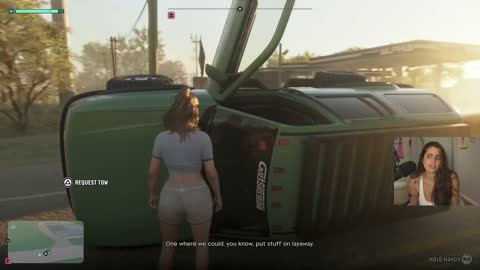 REQUEST TOW
One where we could, you know, put stuff on layaway.
HOLD HANDS